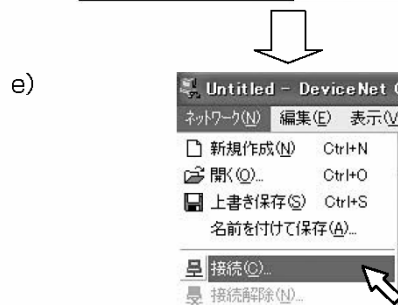 e)
Untitled - DeviceNet
ネットワーク(N) 編集(E) 表示(V
新規作成(N) Ctrl+N
開く(O)... Ctrl+O
上書き保存(S) Ctrl+S
名前を付けて保存(A)...
接続(C)...
接続解除(N)...